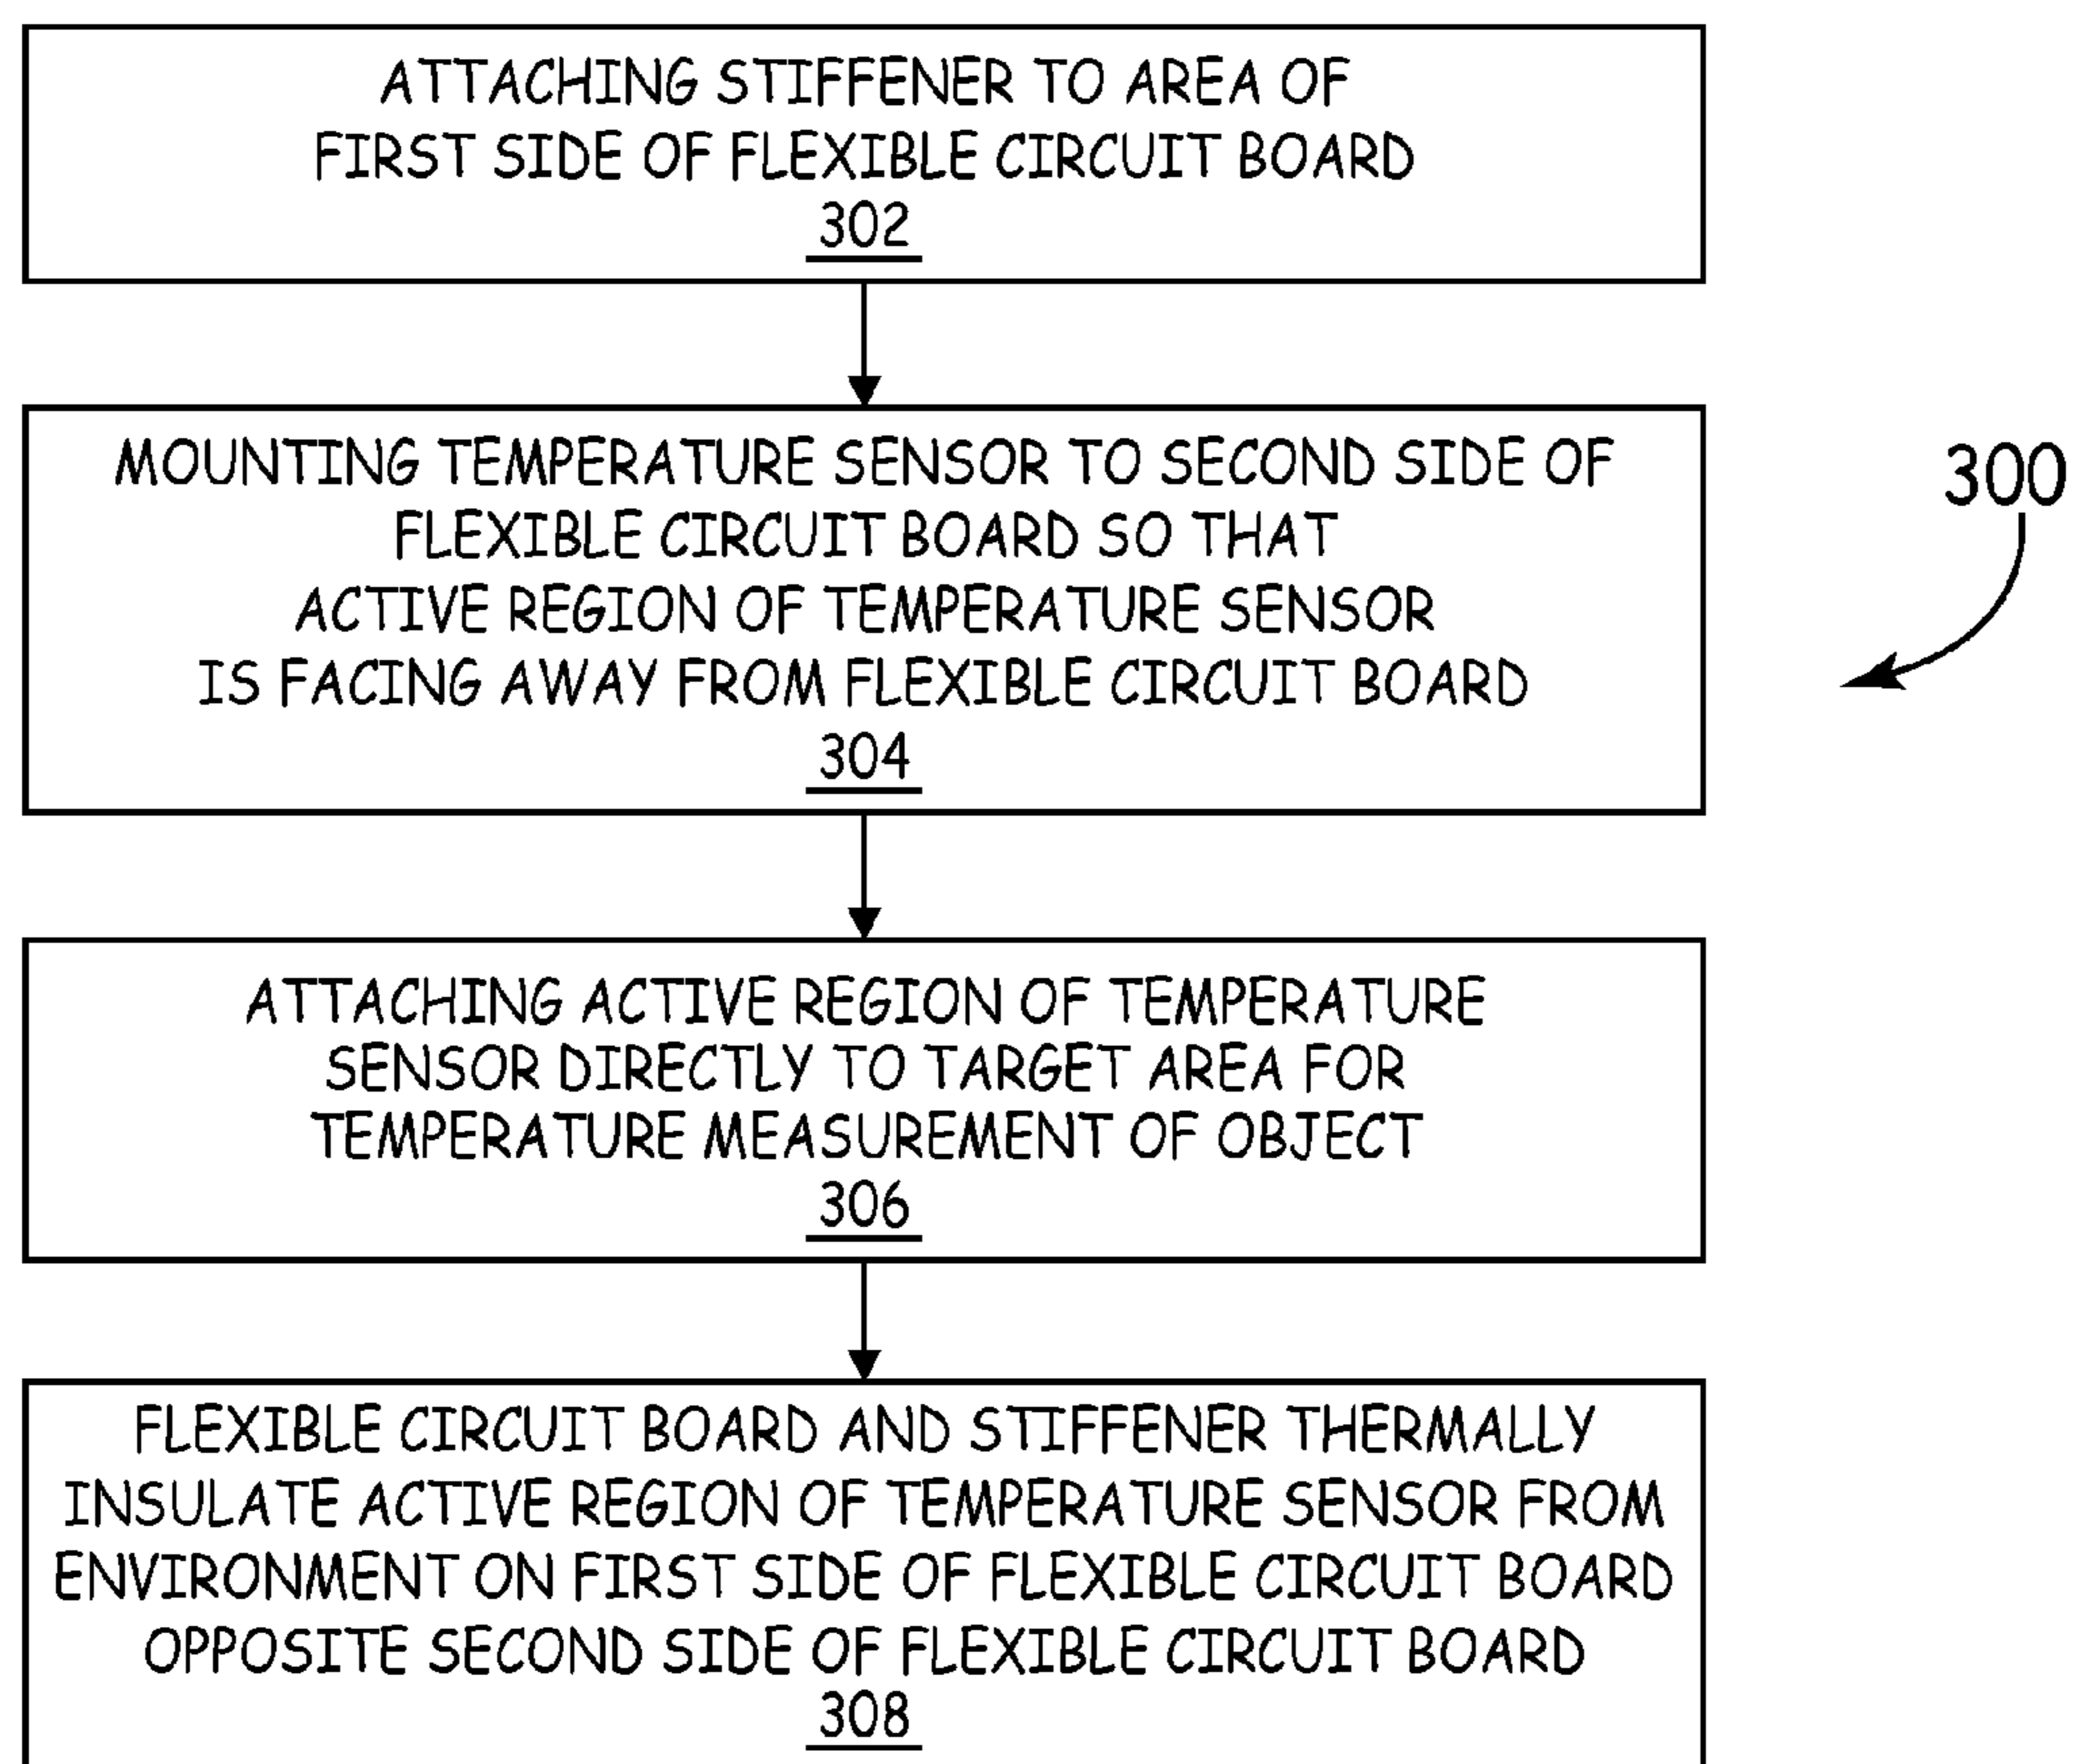 ATTACHING STIFFENER TO AREA OF
FIRST SIDE OF FLEXIBLE CIRCUIT BOARD
302
MOUNTING TEMPERATURE SENSOR TO SECOND SIDE OF
FLEXIBLE CIRCUIT BOARD SO THAT
ACTIVE REGION OF TEMPERATURE SENSOR
IS FACING AWAY FROM FLEXIBLE CIRCUIT BOARD
304
300
ATTACHING ACTIVE REGION OF TEMPERATURE
SENSOR DIRECTLY TO TARGET AREA FOR
TEMPERATURE MEASUREMENT OF OBJECT
306
FLEXIBLE CIRCUIT BOARD AND STIFFENER THERMALLY
INSULATE ACTIVE REGION OF TEMPERATURE SENSOR FROM
ENVIRONMENT ON FIRST SIDE OF FLEXIBLE CIRCUIT BOARD
OPPOSITE SECOND SIDE OF FLEXIBLE CIRCUIT BOARD
308